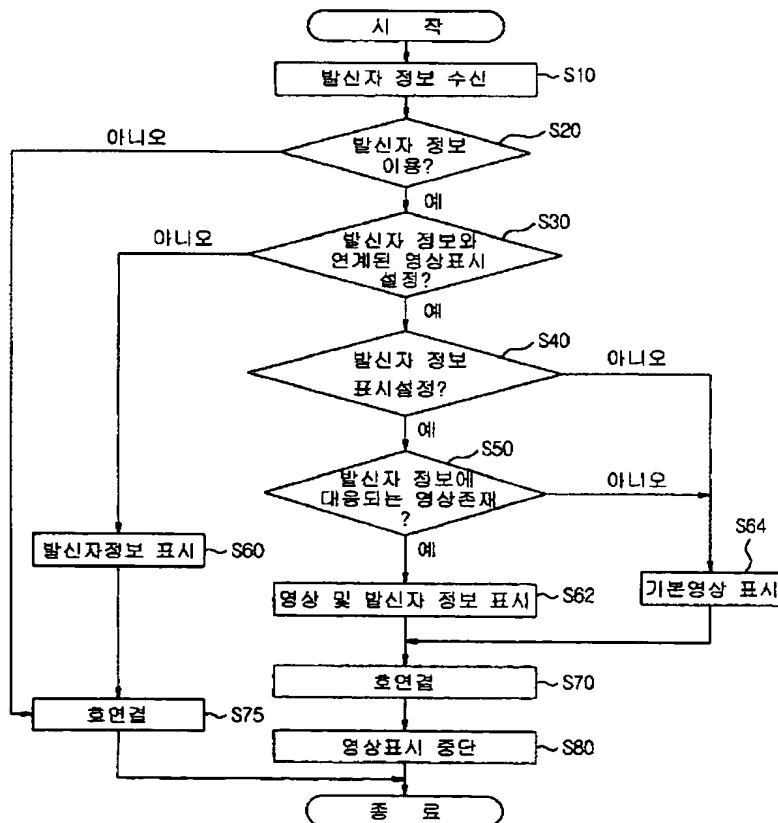 시 작
발신자 정보 수신
S10
아니오
S20
발신자 정보
이용?
예
S30
아니오
발신자 정보와
연계된 영상표시
설정?
예
S40
발신자 정보
표시설정?
아니오
예
S50
발신자 정보에
대응되는 영상존재
?
아니오
예
발신자정보 표시
S60
영상 및 발신자 정보 표시
S62
S64
기본영상 표시
호연결
S70
호연결
S75
영상표시 중단
S80
종 료